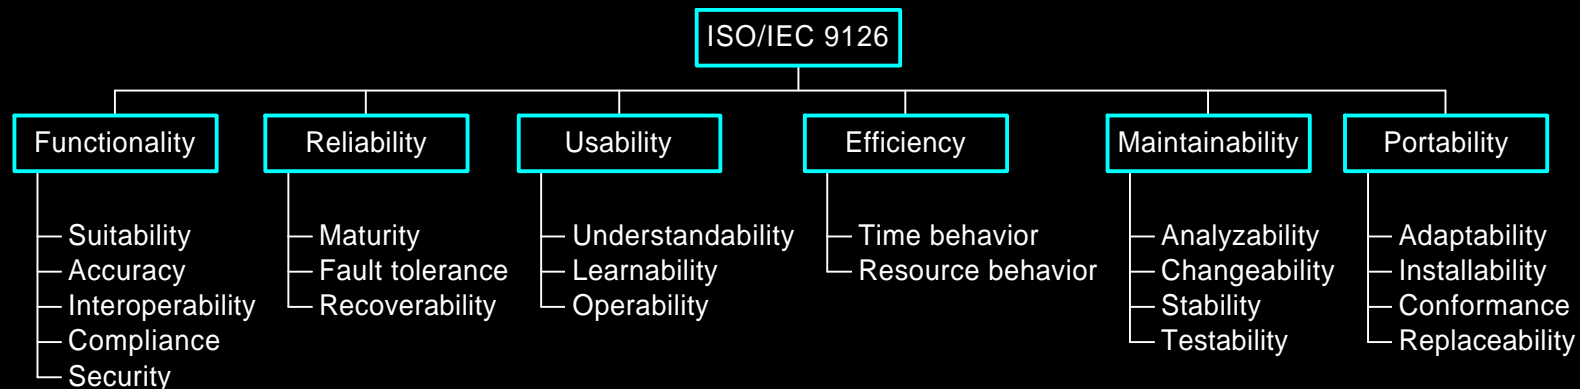 ISO/IEC 9126
Functionality
Suitability
Accuracy
Interoperability
Compliance
Security
Reliability
Maturity
Fault tolerance
Recoverability
Usability
Understandability
Learnability
Operability
Efficiency
Time behavior
Resource behavior
Maintainability
Analyzability
Changeability
Stability
Testability
Portability
Adaptability
Installability
Conformance
Replaceability